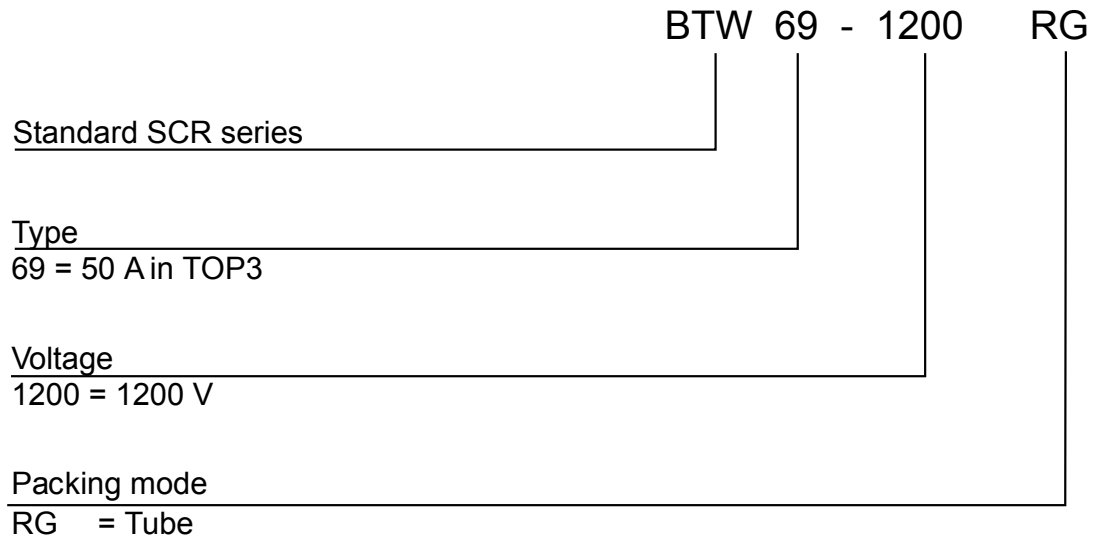 BTW 69 - 1200 RG
Standard SCR series
Type
69 = 50 A in TOP3
Voltage
1200 = 1200 V
Packing mode
RG = Tube